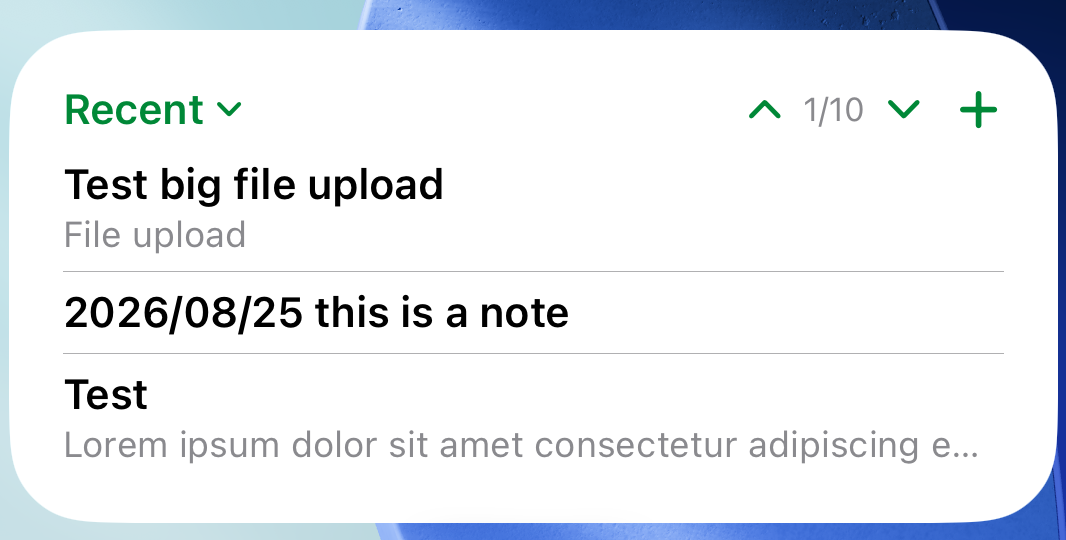 Recent
1/10
Test big file upload
File upload
2026/08/25 this is a note
Test
Lorem ipsum dolor sit amet consectetur adipiscing e...